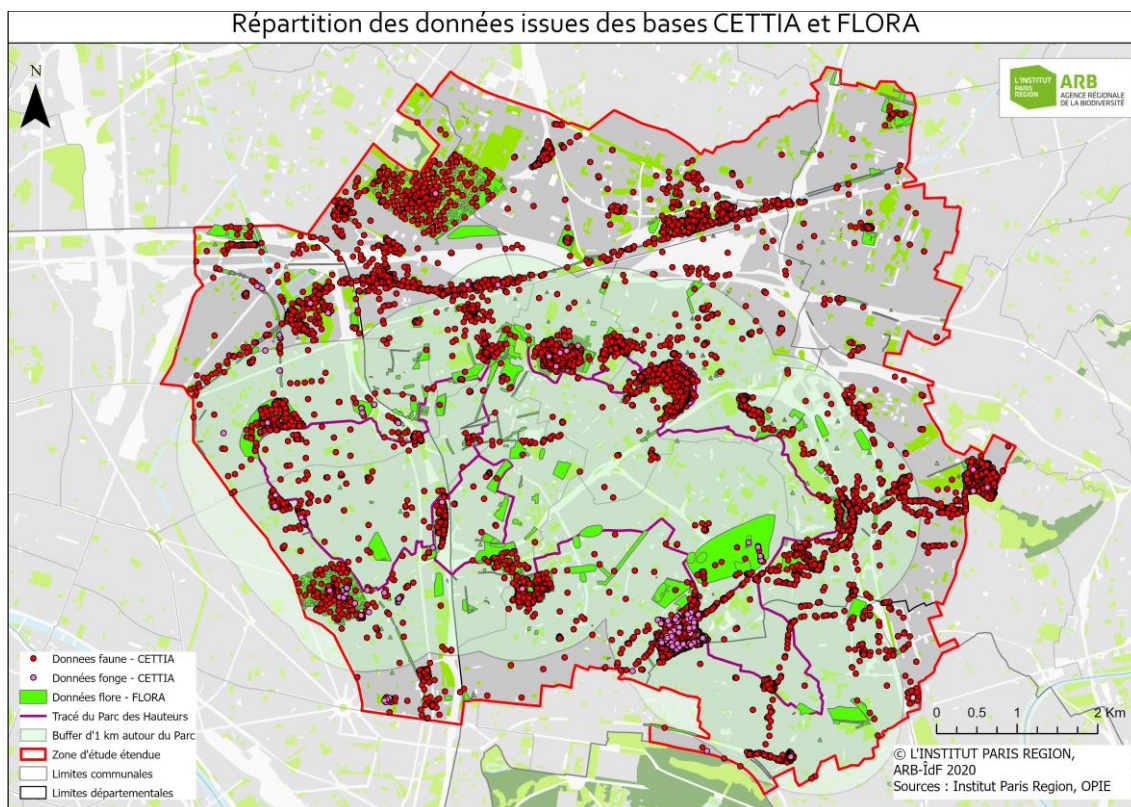 Répartition des données issues des bases CETTIA et FLORA
N
L'INSTITUT
PARIS
REGION
ARB
AGENCE RÉGIONALE
DE LA BIODIVERSITÉ
Donnees faune - CETTIA
Donnees fonge - CETTIA
Données flore - FLORA
Tracé du Parc des Hauteurs
Buffer d'1 km autour du Parc
Zone d'étude étendue
Limites communales
Limites départementales
0 0.5 1 2 Km
© L'INSTITUT PARIS REGION,
ARB-ÎdF 2020
Sources : Institut Paris Region, OPIE